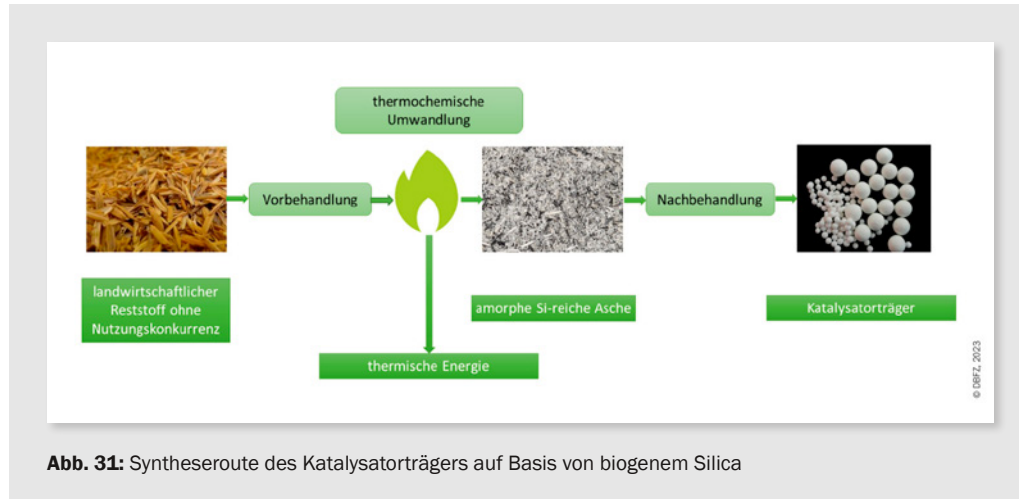 thermochemische
Umwandlung
Vorbehandlung
Nachbehandlung
landwirtschaftlicher
Reststoff ohne
Nutzungskonkurrenz
amorphe Si-reiche Asche
Katalysatorträger
thermische Energie
© DBFZ, 2023
Abb. 31: Syntheseroute des Katalysatorträgers auf Basis von biogenem Silica